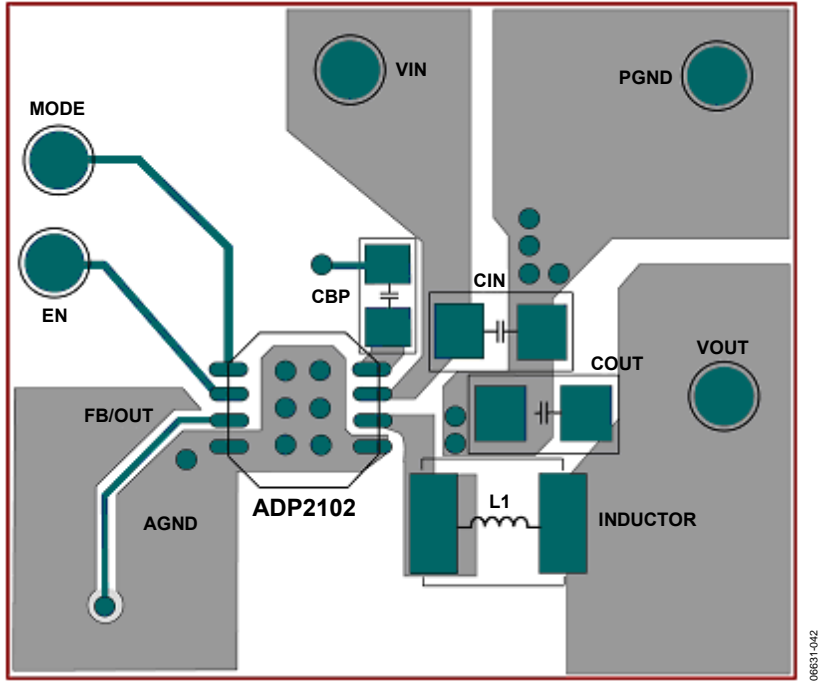 VIN
PGND
MODE
EN
CBP
CIN
COUT
VOUT
FB/OUT
ADP2102
L1
AGND
INDUCTOR
06631-042